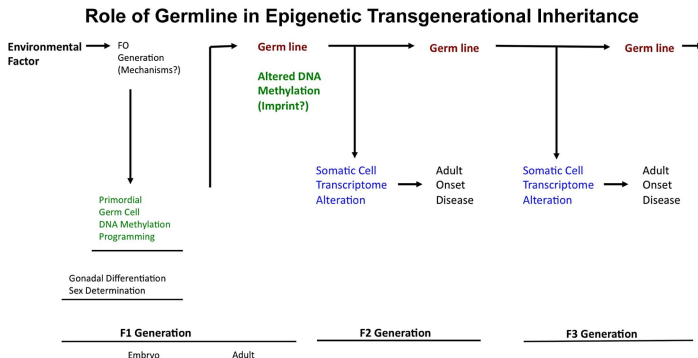 Role of Germline in Epigenetic Transgenerational Inheritance
Environmental
Factor
FO
Generation
(Mechanisms?)
Germ line
Germ line
Germ line
Altered DNA
Methylation
(Imprint?)
Primordial
Germ Cell
DNA Methylation
Programming
Somatic Cell
Transcriptome
Alteration
Adult
Onset
Disease
Somatic Cell
Transcriptome
Alteration
Adult
Onset
Disease
Gonadal Differentiation
Sex Determination
F1 Generation
F2 Generation
F3 Generation
Embryo
Adult